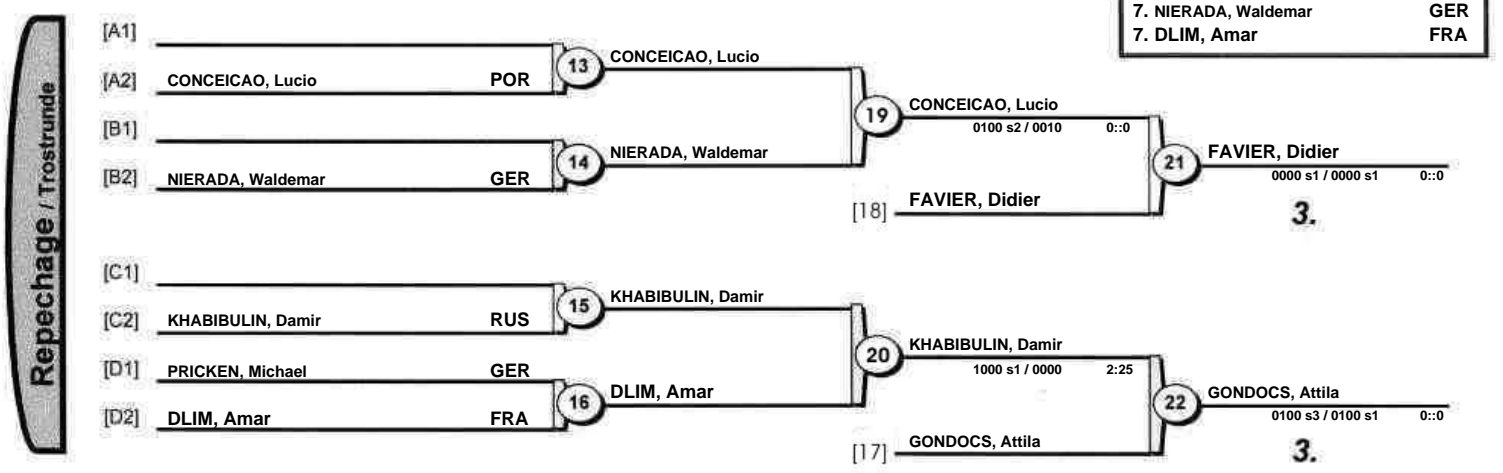 7. NIERADA, Waldemar GER
7. DLIM, Amar FRA
Repechage / Trostrunde
[A1]
[A2] CONCEICAO, Lucio POR
13 CONCEICAO, Lucio
[B1]
[B2] NIERADA, Waldemar GER
14 NIERADA, Waldemar
19 CONCEICAO, Lucio
0100 s2 / 0010 0::0
[18] FAVIER, Didier
21 FAVIER, Didier
0000 s1 / 0000 s1 0::0
3.
[C1]
[C2] KHABIBULIN, Damir RUS
15 KHABIBULIN, Damir
[D1] PRICKEN, Michael GER
[D2] DLIM, Amar FRA
16 DLIM, Amar
20 KHABIBULIN, Damir
1000 s1 / 0000 2:25
[17] GONDOCS, Attila
22 GONDOCS, Attila
0100 s3 / 0100 s1 0::0
3.